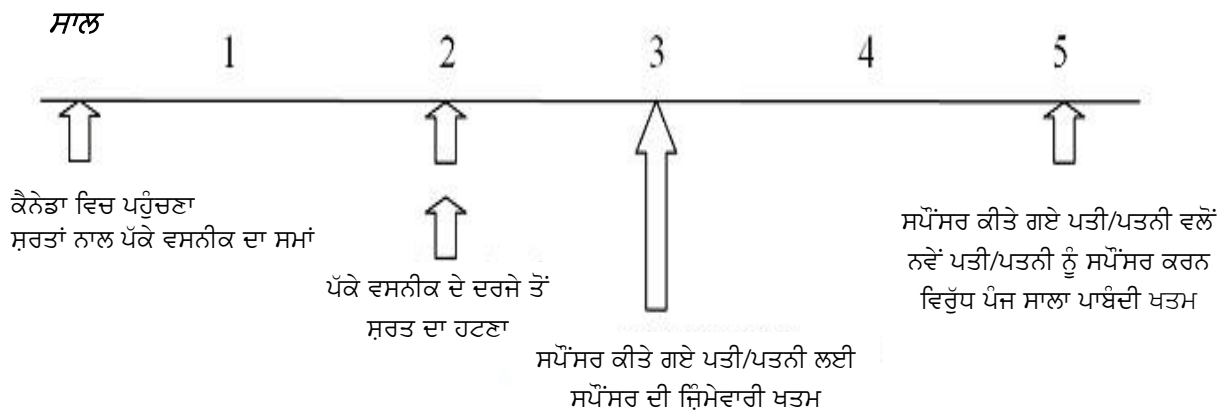 ਸਾਲ
1 2 3 4 5
ਕੈਨੇਡਾ ਵਿਚ ਪਹੁੰਚਣਾ
ਸ਼ਰਤਾਂ ਨਾਲ ਪੱਕੇ ਵਸਨੀਕ ਦਾ ਸਮਾਂ
ਪੱਕੇ ਵਸਨੀਕ ਦੇ ਦਰਜੇ ਤੋਂ
ਸ਼ਰਤ ਦਾ ਹਟਣਾ
ਸਪੌਂਸਰ ਕੀਤੇ ਗਏ ਪਤੀ/ਪਤਨੀ ਲਈ
ਸਪੌਂਸਰ ਦੀ ਜ਼ਿੰਮੇਵਾਰੀ ਖਤਮ
ਸਪੌਂਸਰ ਕੀਤੇ ਗਏ ਪਤੀ/ਪਤਨੀ ਵਲੋਂ
ਨਵੇਂ ਪਤੀ/ਪਤਨੀ ਨੂੰ ਸਪੌਂਸਰ ਕਰਨ
ਵਿਰੁੱਧ ਪੰਜ ਸਾਲਾ ਪਾਬੰਦੀ ਖਤਮ